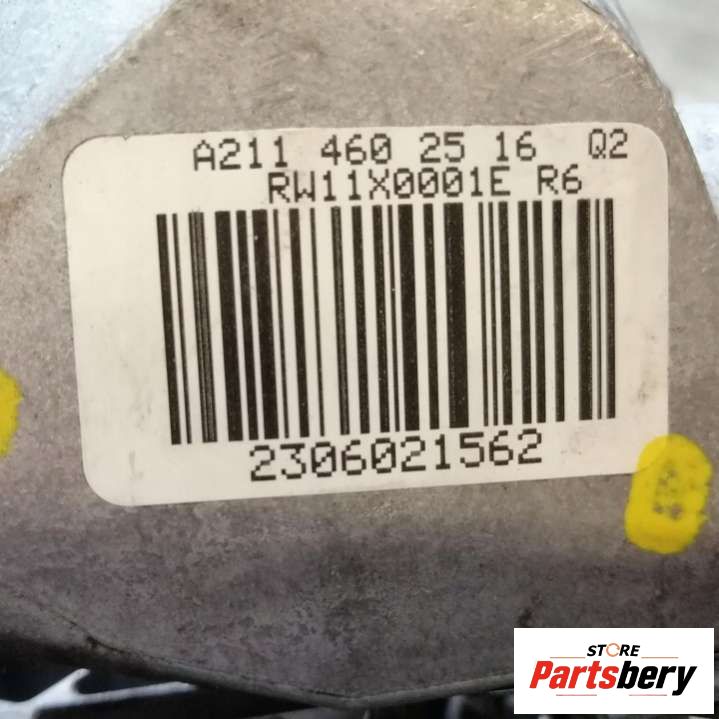 A211 460 25 16 Q2
RW11X0001E R6
2306021562
STORE
Partsbery